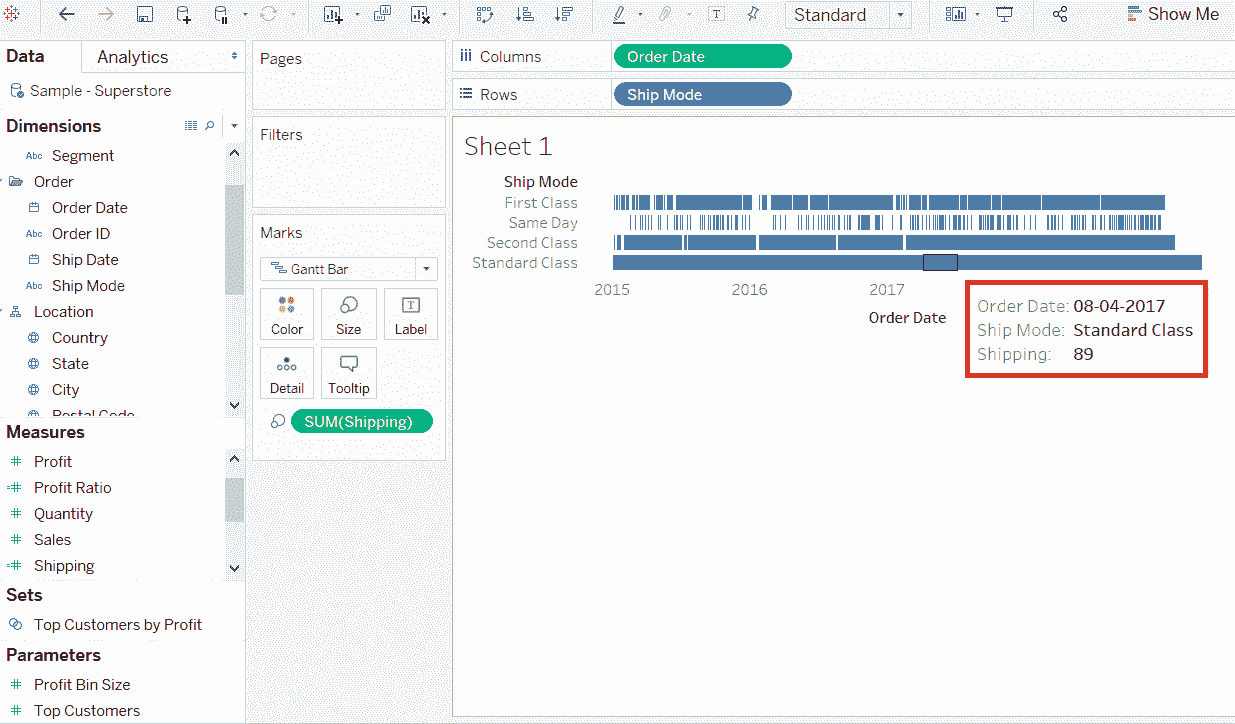 Standard
Show Me
Data
Analytics
Sample - Superstore
Dimensions
Abc Segment
Order
Order Date
Abc Order ID
Ship Date
Abc Ship Mode
Location
Country
State
City
Postal Code
Measures
Profit
Profit Ratio
Quantity
Sales
Shipping
Sets
Top Customers by Profit
Parameters
Profit Bin Size
Top Customers
Pages
Filters
Marks
Gantt Bar
Color
Size
Label
Detail
Tooltip
SUM(Shipping)
Columns
Order Date
Rows
Ship Mode
Sheet 1
Ship Mode
First Class
Same Day
Second Class
Standard Class
2015
2016
2017
Order Date
Order Date: 08-04-2017
Ship Mode: Standard Class
Shipping: 89